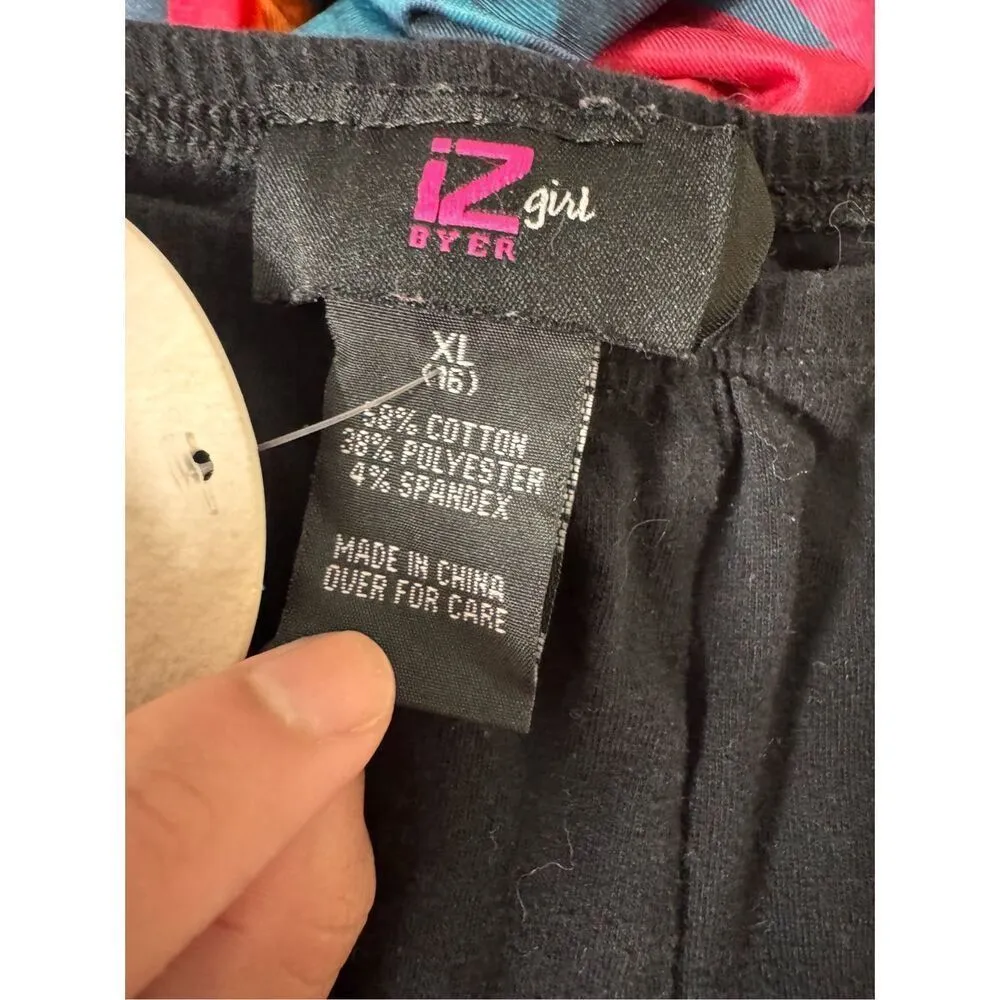 iZ girl
BYER
XL
(16)
58% COTTON
38% POLYESTER
4% SPANDEX
MADE IN CHINA
OVER FOR CARE